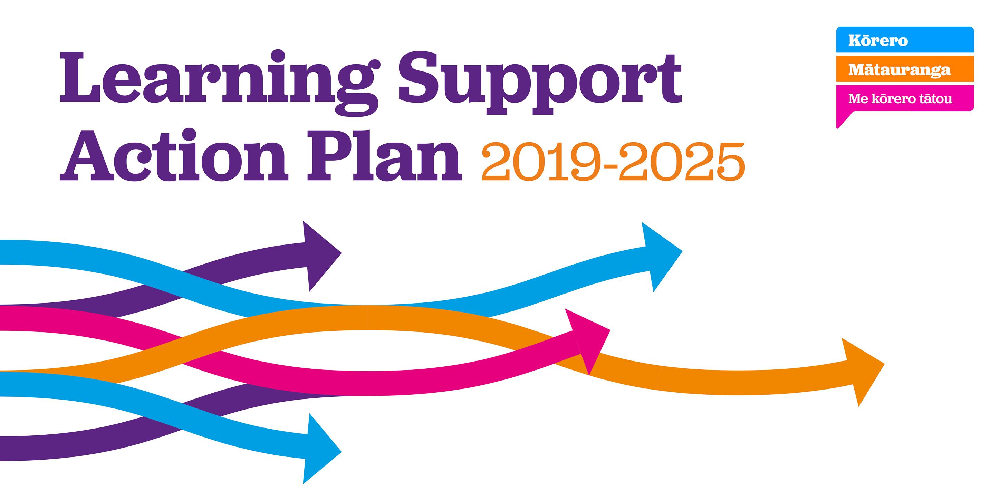 Learning Support
Action Plan 2019-2025
Kōrero
Mātauranga
Me kōrero tātou